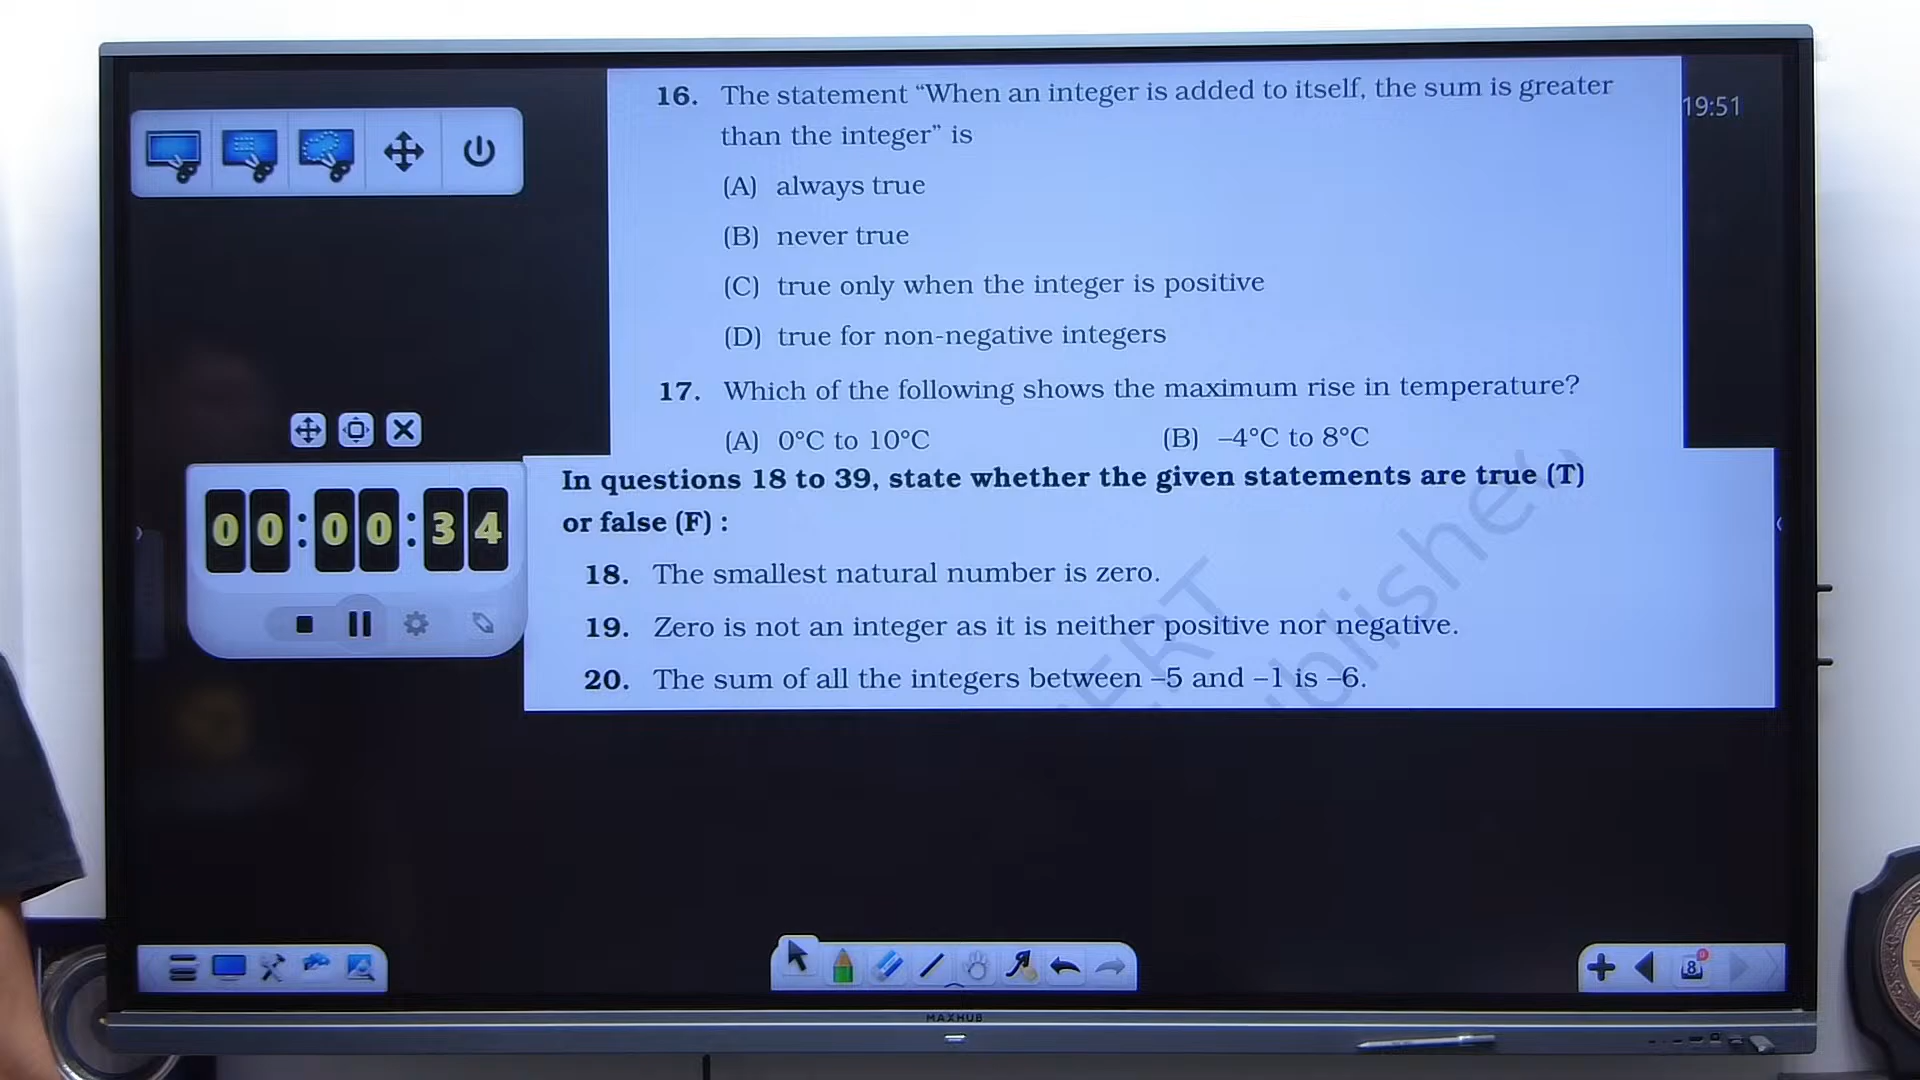 16. The statement “When an integer is added to itself, the sum is greater
than the integer” is
(A) always true
(B) never true
(C) true only when the integer is positive
(D) true for non-negative integers
17. Which of the following shows the maximum rise in temperature?
(A) 0°C to 10°C (B) –4°C to 8°C
In questions 18 to 39, state whether the given statements are true (T)
or false (F) :
18. The smallest natural number is zero.
19. Zero is not an integer as it is neither positive nor negative.
20. The sum of all the integers between –5 and –1 is –6.
19:51
00:00:34
8
MAXHUB